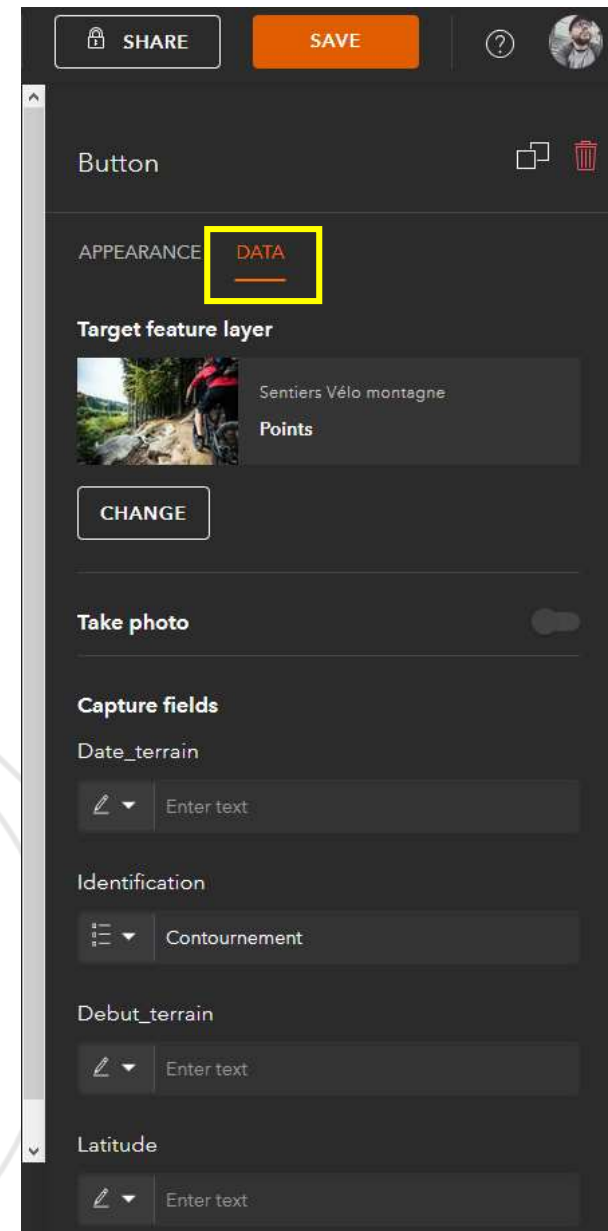 SHARE
SAVE
?
Button
APPEARANCE DATA
Target feature layer
Sentiers Vélo montagne
Points
CHANGE
Take photo
Capture fields
Date_terrain
Enter text
Identification
Contournement
Debut_terrain
Enter text
Latitude
Enter text